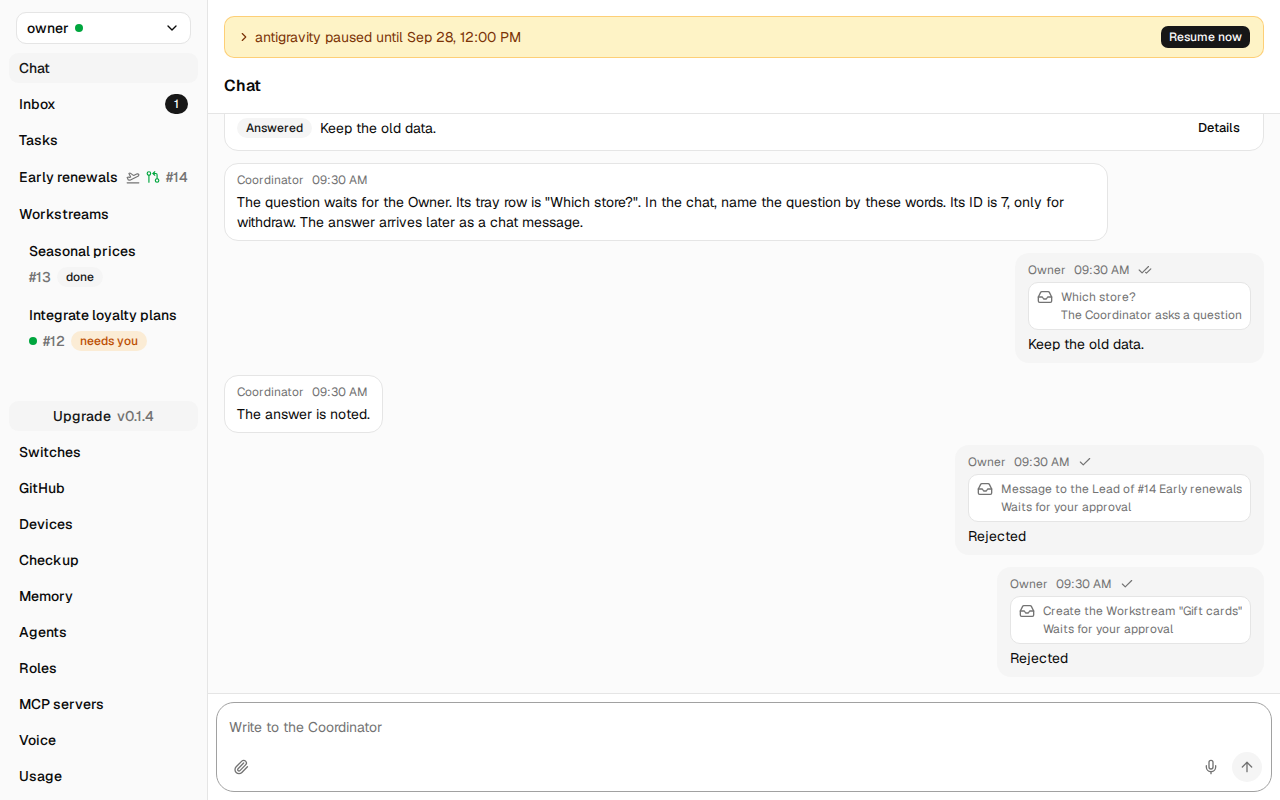 owner
Chat
Inbox
1
Tasks
Early renewals #14
Workstreams
Seasonal prices
#13 done
Integrate loyalty plans
#12 needs you
Upgrade v0.1.4
Switches
GitHub
Devices
Checkup
Memory
Agents
Roles
MCP servers
Voice
Usage
antigravity paused until Sep 28, 12:00 PM
Resume now
Chat
Answered Keep the old data.
Details
Coordinator 09:30 AM
The question waits for the Owner. Its tray row is "Which store?". In the chat, name the question by these words. Its ID is 7, only for
withdraw. The answer arrives later as a chat message.
Owner 09:30 AM
Which store?
The Coordinator asks a question
Keep the old data.
Coordinator 09:30 AM
The answer is noted.
Owner 09:30 AM
Message to the Lead of #14 Early renewals
Waits for your approval
Rejected
Owner 09:30 AM
Create the Workstream "Gift cards"
Waits for your approval
Rejected
Write to the Coordinator